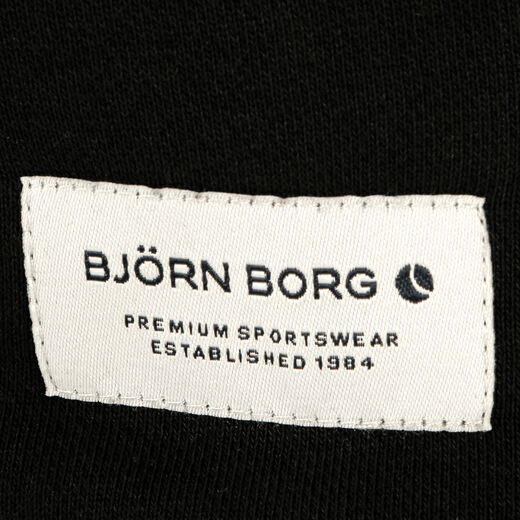 BJÖRN BORG
PREMIUM SPORTSWEAR
ESTABLISHED 1984